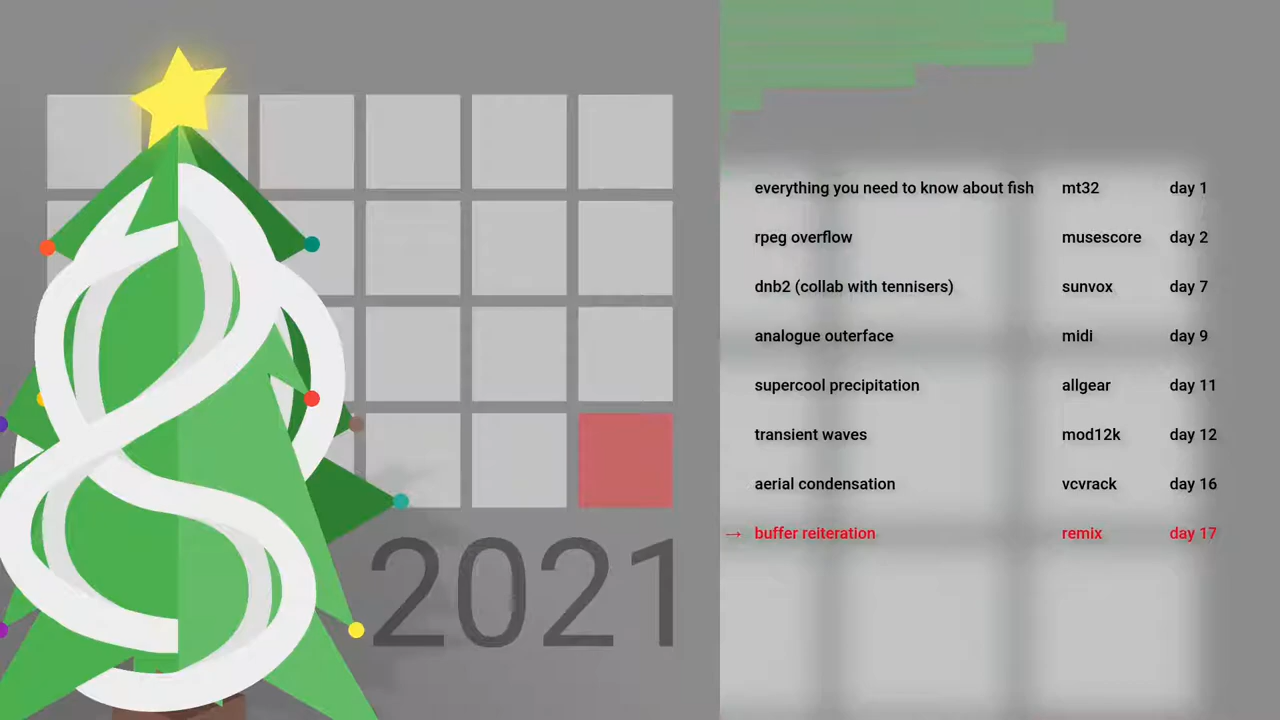 2021
everything you need to know about fish mt32 day 1
rpeg overflow musescore day 2
dnb2 (collab with tennisers) sunvox day 7
analogue outerface midi day 9
supercool precipitation allgear day 11
transient waves mod12k day 12
aerial condensation vcvrack day 16
→ buffer reiteration remix day 17